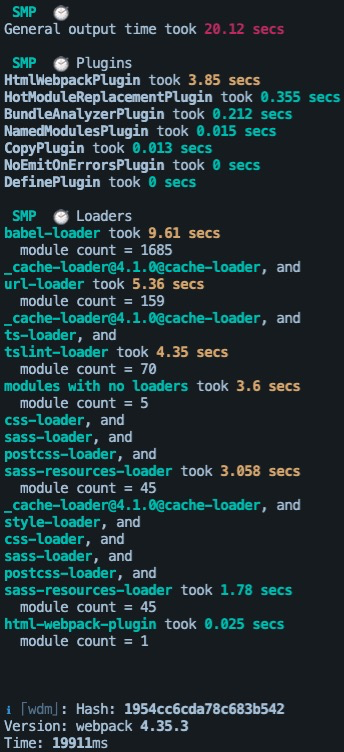 SMP ⏱
General output time took 20.12 secs
SMP ⏱ Plugins
HtmlWebpackPlugin took 3.85 secs
HotModuleReplacementPlugin took 0.355 secs
BundleAnalyzerPlugin took 0.212 secs
NamedModulesPlugin took 0.015 secs
CopyPlugin took 0.013 secs
NoEmitOnErrorsPlugin took 0 secs
DefinePlugin took 0 secs
SMP ⏱ Loaders
babel-loader took 9.61 secs
module count = 1685
_cache-loader@4.1.0@cache-loader, and
url-loader took 5.36 secs
module count = 159
_cache-loader@4.1.0@cache-loader, and
ts-loader, and
tslint-loader took 4.35 secs
module count = 70
modules with no loaders took 3.6 secs
module count = 5
css-loader, and
sass-loader, and
postcss-loader, and
sass-resources-loader took 3.058 secs
module count = 45
_cache-loader@4.1.0@cache-loader, and
style-loader, and
css-loader, and
sass-loader, and
postcss-loader, and
sass-resources-loader took 1.78 secs
module count = 45
html-webpack-plugin took 0.025 secs
module count = 1
ℹ ｢wdm｣: Hash: 1954cc6cda78c683b542
Version: webpack 4.35.3
Time: 19911ms